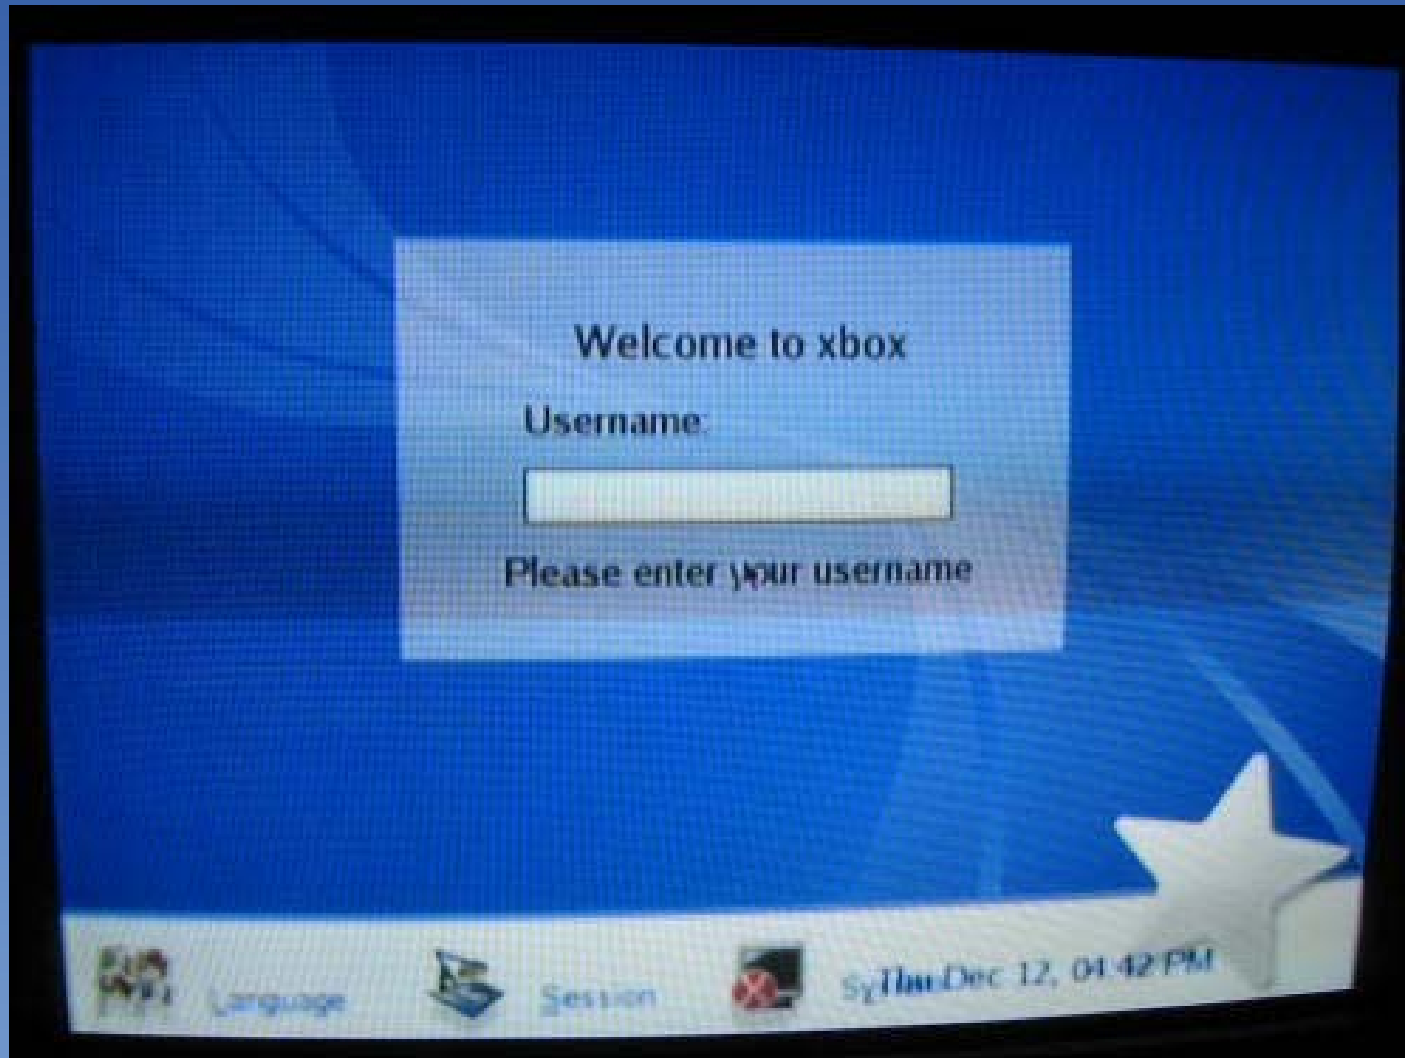 Welcome to xbox
Username:
Please enter your username
Language
Session
Thu Dec 12, 04:42 PM